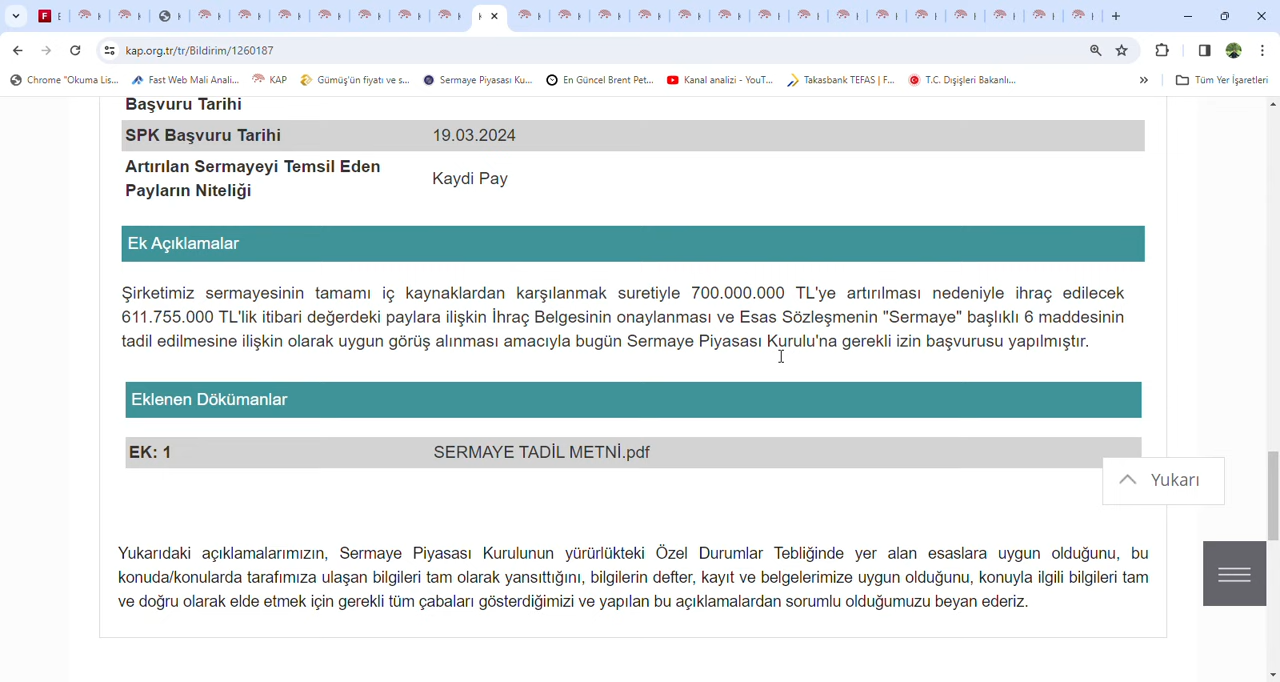 kap.org.tr/tr/Bildirim/1260187
Chrome "Okuma Lis...
Fast Web Mali Anali...
KAP
Gümüş'ün fiyatı ve s...
Sermaye Piyasası Ku...
En Güncel Brent Pet...
Kanal analizi - YouT...
Takasbank TEFAS | F...
T.C. Dışişleri Bakanlı...
»
Tüm Yer İşaretleri
Başvuru Tarihi
SPK Başvuru Tarihi 19.03.2024
Artırılan Sermayeyi Temsil Eden
Payların Niteliği
Kaydi Pay
Ek Açıklamalar
Şirketimiz sermayesinin tamamı iç kaynaklardan karşılanmak suretiyle 700.000.000 TL'ye artırılması nedeniyle ihraç edilecek
611.755.000 TL'lik itibari değerdeki paylara ilişkin İhraç Belgesinin onaylanması ve Esas Sözleşmenin "Sermaye" başlıklı 6 maddesinin
tadil edilmesine ilişkin olarak uygun görüş alınması amacıyla bugün Sermaye Piyasası Kurulu'na gerekli izin başvurusu yapılmıştır.
Eklenen Dökümanlar
EK: 1 SERMAYE TADİL METNİ.pdf
Yukarı
Yukarıdaki açıklamalarımızın, Sermaye Piyasası Kurulunun yürürlükteki Özel Durumlar Tebliğinde yer alan esaslara uygun olduğunu, bu
konuda/konularda tarafımıza ulaşan bilgileri tam olarak yansıttığını, bilgilerin defter, kayıt ve belgelerimize uygun olduğunu, konuyla ilgili bilgileri tam
ve doğru olarak elde etmek için gerekli tüm çabaları gösterdiğimizi ve yapılan bu açıklamalardan sorumlu olduğumuzu beyan ederiz.